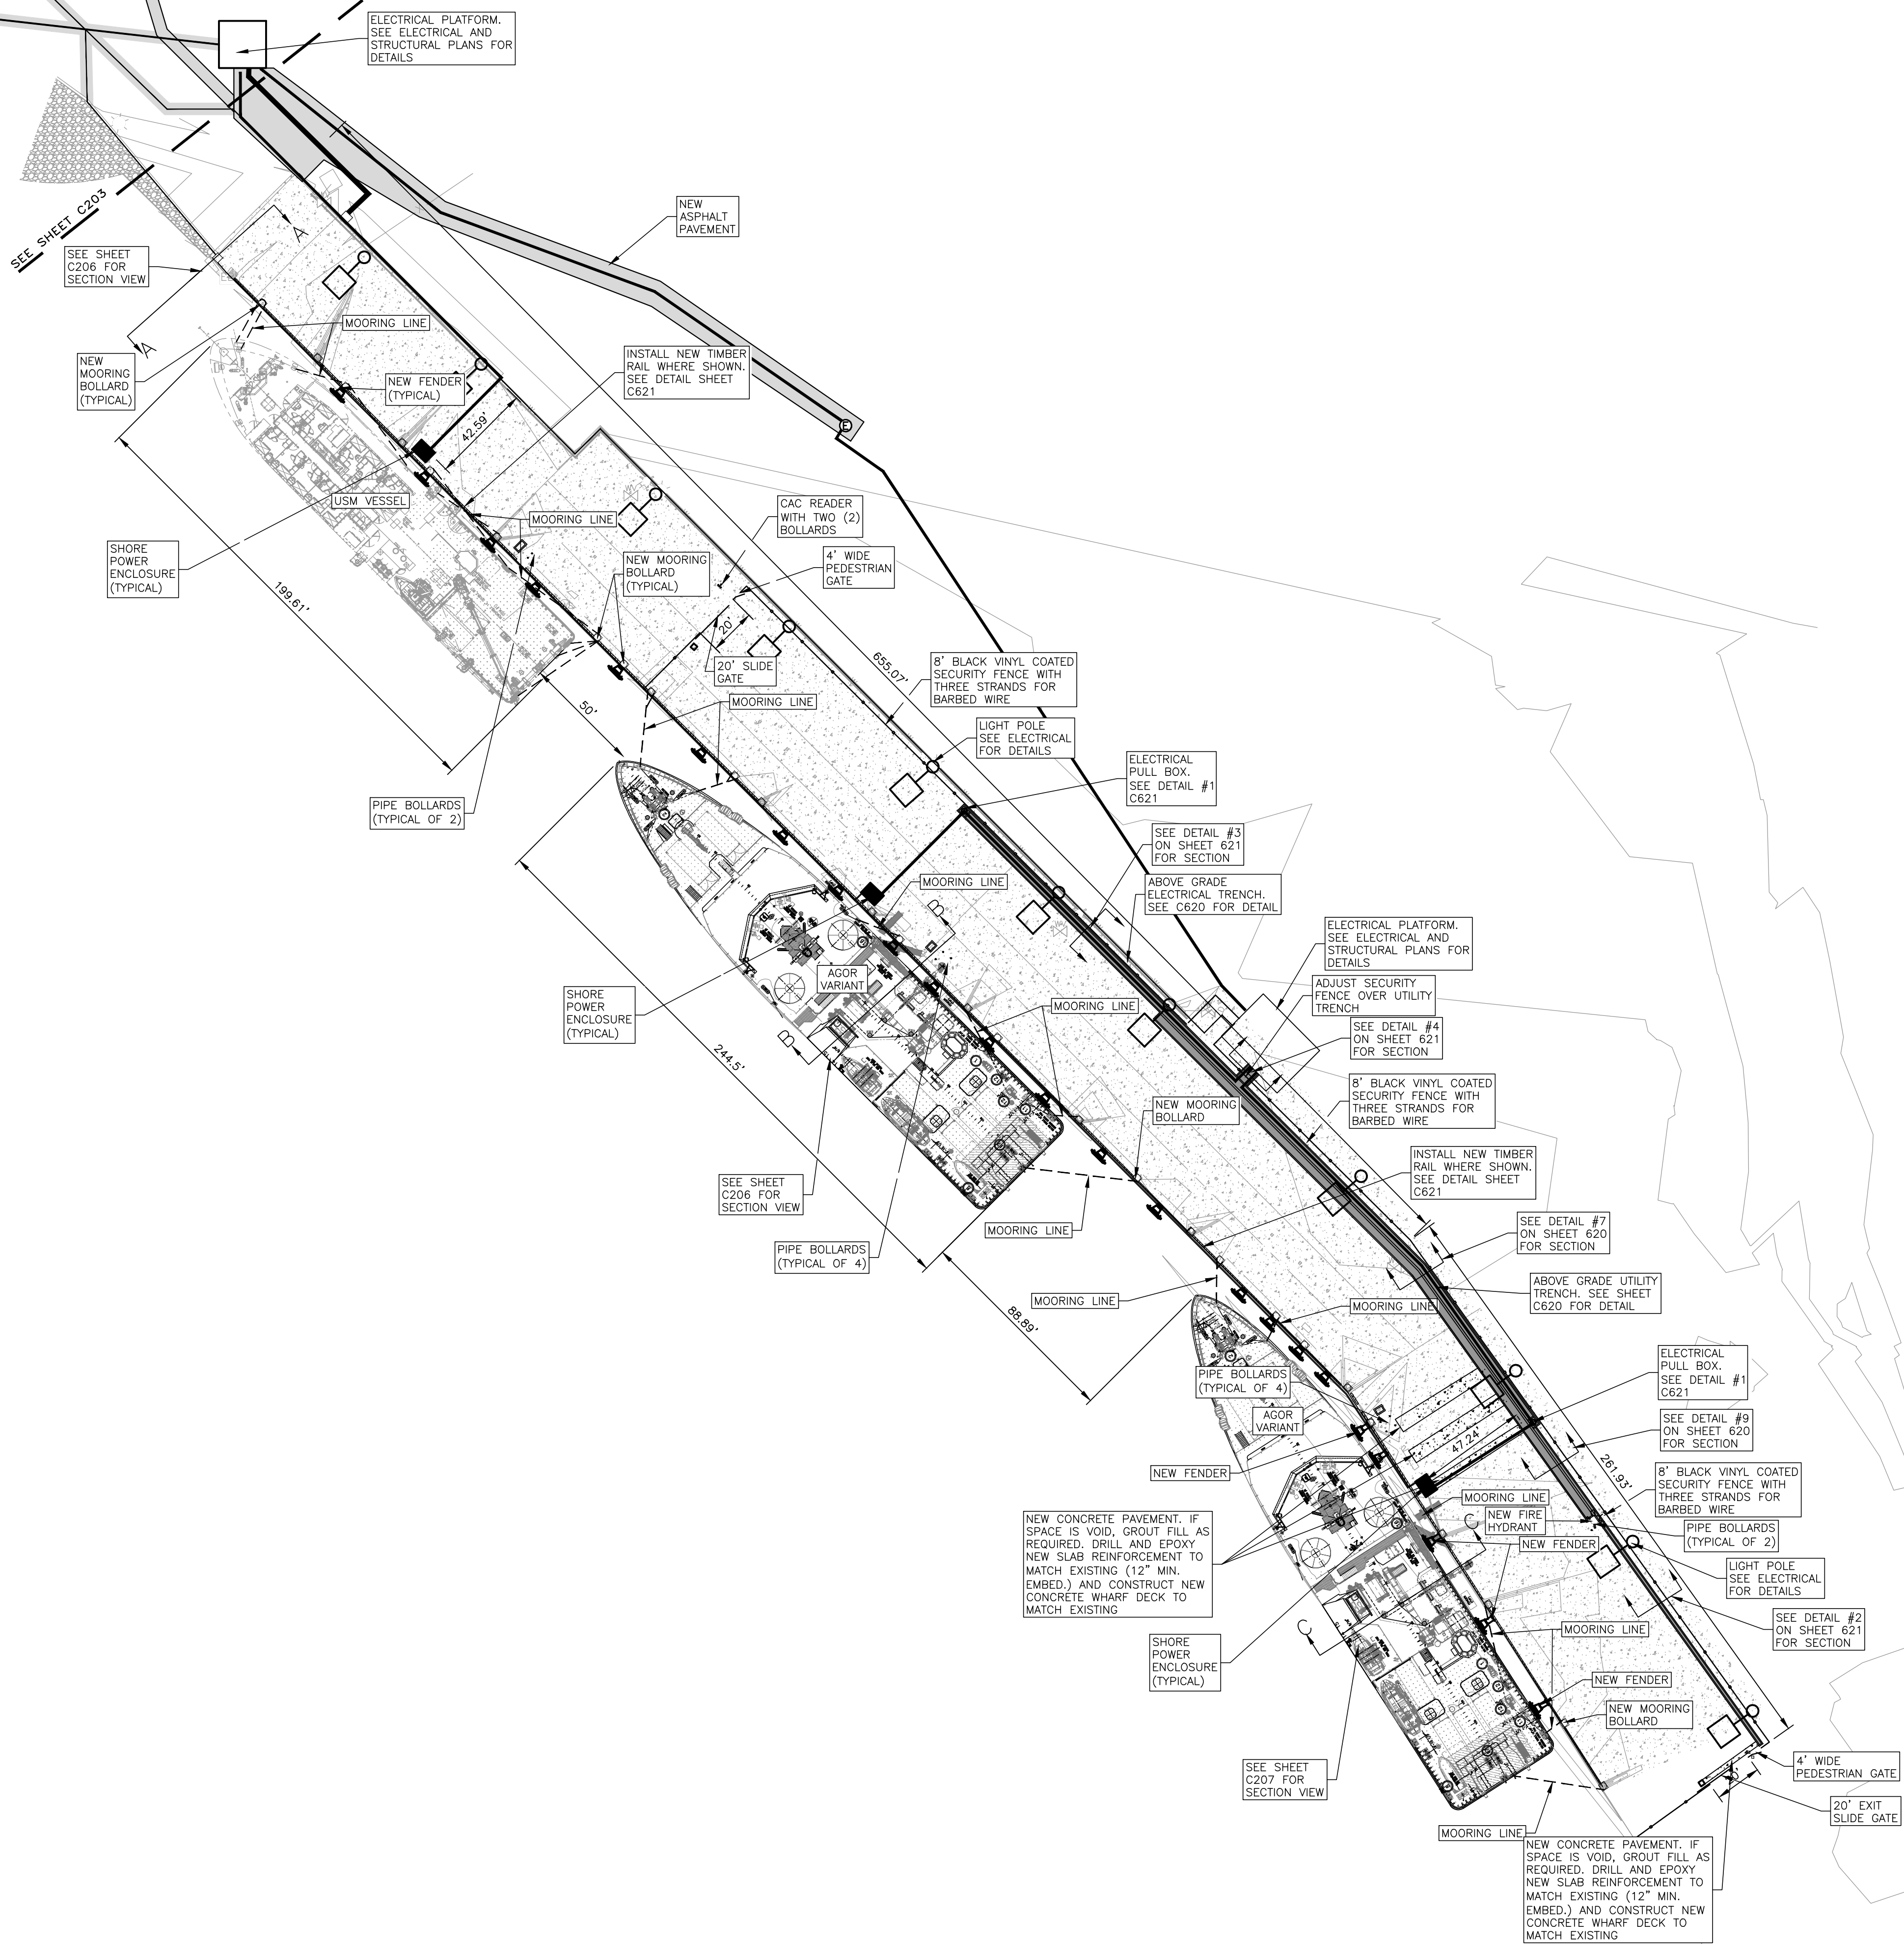 ELECTRICAL PLATFORM.
SEE ELECTRICAL AND
STRUCTURAL PLANS FOR
DETAILS
SEE SHEET C203
NEW
ASPHALT
PAVEMENT
SEE SHEET
C206 FOR
SECTION VIEW
A
A
MOORING LINE
NEW
MOORING
BOLLARD
(TYPICAL)
NEW FENDER
(TYPICAL)
INSTALL NEW TIMBER
RAIL WHERE SHOWN.
SEE DETAIL SHEET
C621
42.59'
E
USM VESSEL
MOORING LINE
CAC READER
WITH TWO (2)
BOLLARDS
SHORE
POWER
ENCLOSURE
(TYPICAL)
199.61'
NEW MOORING
BOLLARD
(TYPICAL)
4' WIDE
PEDESTRIAN
GATE
20'
20' SLIDE
GATE
655.07'
8' BLACK VINYL COATED
SECURITY FENCE WITH
THREE STRANDS FOR
BARBED WIRE
50'
MOORING LINE
LIGHT POLE
SEE ELECTRICAL
FOR DETAILS
ELECTRICAL
PULL BOX.
SEE DETAIL #1
C621
PIPE BOLLARDS
(TYPICAL OF 2)
SEE DETAIL #3
ON SHEET 621
FOR SECTION
MOORING LINE
ABOVE GRADE
ELECTRICAL TRENCH.
SEE C620 FOR DETAIL
B
ELECTRICAL PLATFORM.
SEE ELECTRICAL AND
STRUCTURAL PLANS FOR
DETAILS
AGOR
VARIANT
SHORE
POWER
ENCLOSURE
(TYPICAL)
ADJUST SECURITY
FENCE OVER UTILITY
TRENCH
MOORING LINE
B
SEE DETAIL #4
ON SHEET 621
FOR SECTION
244.5'
8' BLACK VINYL COATED
SECURITY FENCE WITH
THREE STRANDS FOR
BARBED WIRE
NEW MOORING
BOLLARD
INSTALL NEW TIMBER
RAIL WHERE SHOWN.
SEE DETAIL SHEET
C621
SEE SHEET
C206 FOR
SECTION VIEW
MOORING LINE
SEE DETAIL #7
ON SHEET 620
FOR SECTION
PIPE BOLLARDS
(TYPICAL OF 4)
ABOVE GRADE UTILITY
TRENCH. SEE SHEET
C620 FOR DETAIL
MOORING LINE
MOORING LINE
88.89'
ELECTRICAL
PULL BOX.
SEE DETAIL #1
C621
PIPE BOLLARDS
(TYPICAL OF 4)
AGOR
VARIANT
SEE DETAIL #9
ON SHEET 620
FOR SECTION
47.24'
261.93'
NEW FENDER
8' BLACK VINYL COATED
SECURITY FENCE WITH
THREE STRANDS FOR
BARBED WIRE
MOORING LINE
NEW FIRE
HYDRANT
C
NEW CONCRETE PAVEMENT. IF
SPACE IS VOID, GROUT FILL AS
REQUIRED. DRILL AND EPOXY
NEW SLAB REINFORCEMENT TO
MATCH EXISTING (12" MIN.
EMBED.) AND CONSTRUCT NEW
CONCRETE WHARF DECK TO
MATCH EXISTING
PIPE BOLLARDS
(TYPICAL OF 2)
NEW FENDER
LIGHT POLE
SEE ELECTRICAL
FOR DETAILS
C
SEE DETAIL #2
ON SHEET 621
FOR SECTION
MOORING LINE
SHORE
POWER
ENCLOSURE
(TYPICAL)
NEW FENDER
NEW MOORING
BOLLARD
SEE SHEET
C207 FOR
SECTION VIEW
4' WIDE
PEDESTRIAN GATE
20' EXIT
SLIDE GATE
MOORING LINE
NEW CONCRETE PAVEMENT. IF
SPACE IS VOID, GROUT FILL AS
REQUIRED. DRILL AND EPOXY
NEW SLAB REINFORCEMENT TO
MATCH EXISTING (12" MIN.
EMBED.) AND CONSTRUCT NEW
CONCRETE WHARF DECK TO
MATCH EXISTING